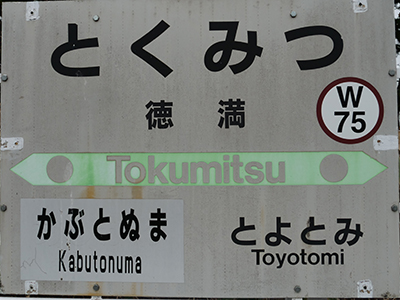 とくみつ
徳満
W
75
Tokumitsu
かぶとぬま
Kabutonuma
とよとみ
Toyotomi